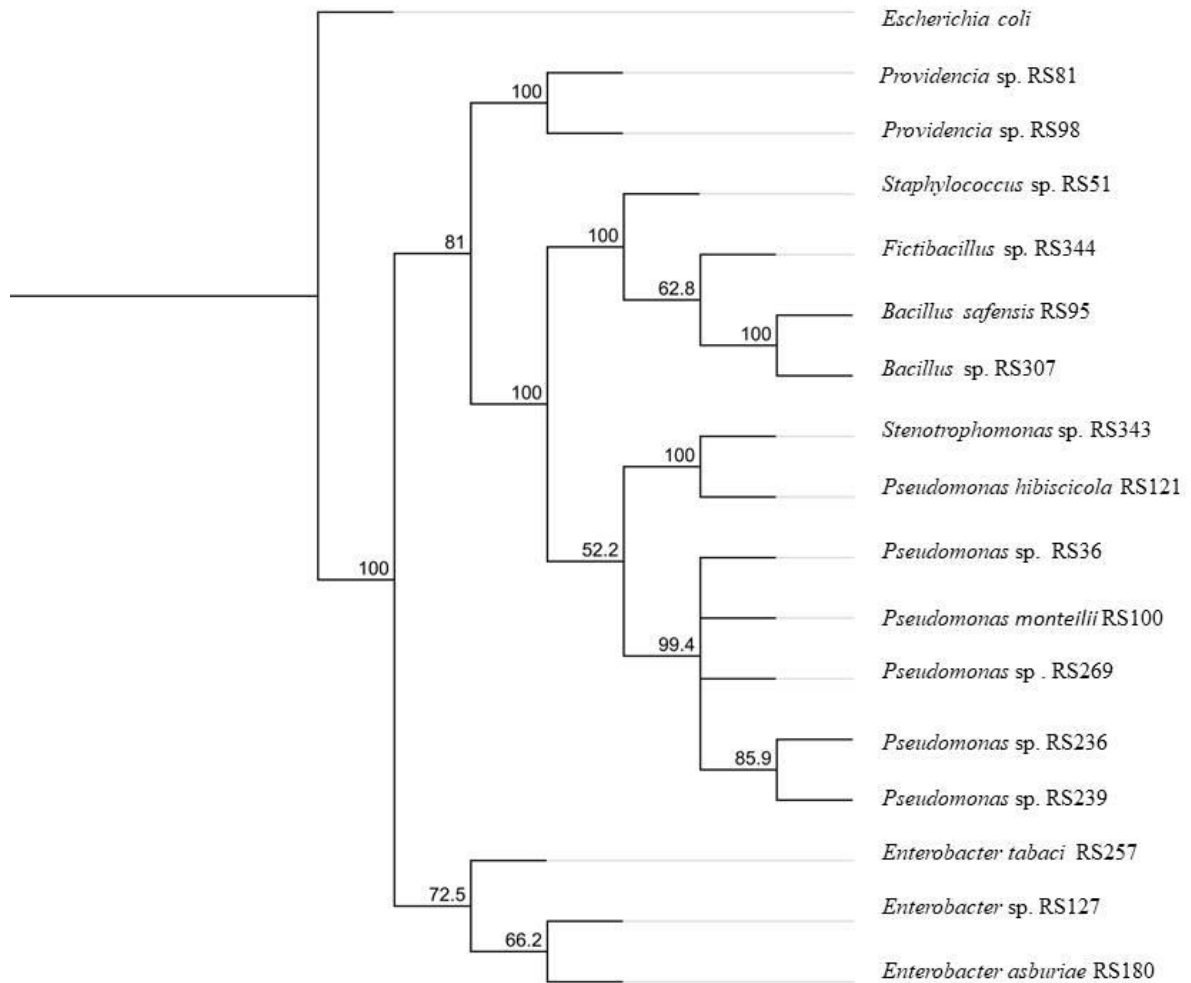 Escherichia coli
Providencia sp. RS81
100
Providencia sp. RS98
Staphylococcus sp. RS51
81
100
Fictibacillus sp. RS344
62.8
Bacillus safensis RS95
100
Bacillus sp. RS307
100
Stenotrophomonas sp. RS343
100
Pseudomonas hibiscicola RS121
52.2
Pseudomonas sp. RS36
100
Pseudomonas monteilii RS100
99.4
Pseudomonas sp . RS269
Pseudomonas sp. RS236
85.9
Pseudomonas sp. RS239
Enterobacter tabaci RS257
72.5
Enterobacter sp. RS127
66.2
Enterobacter asburiae RS180